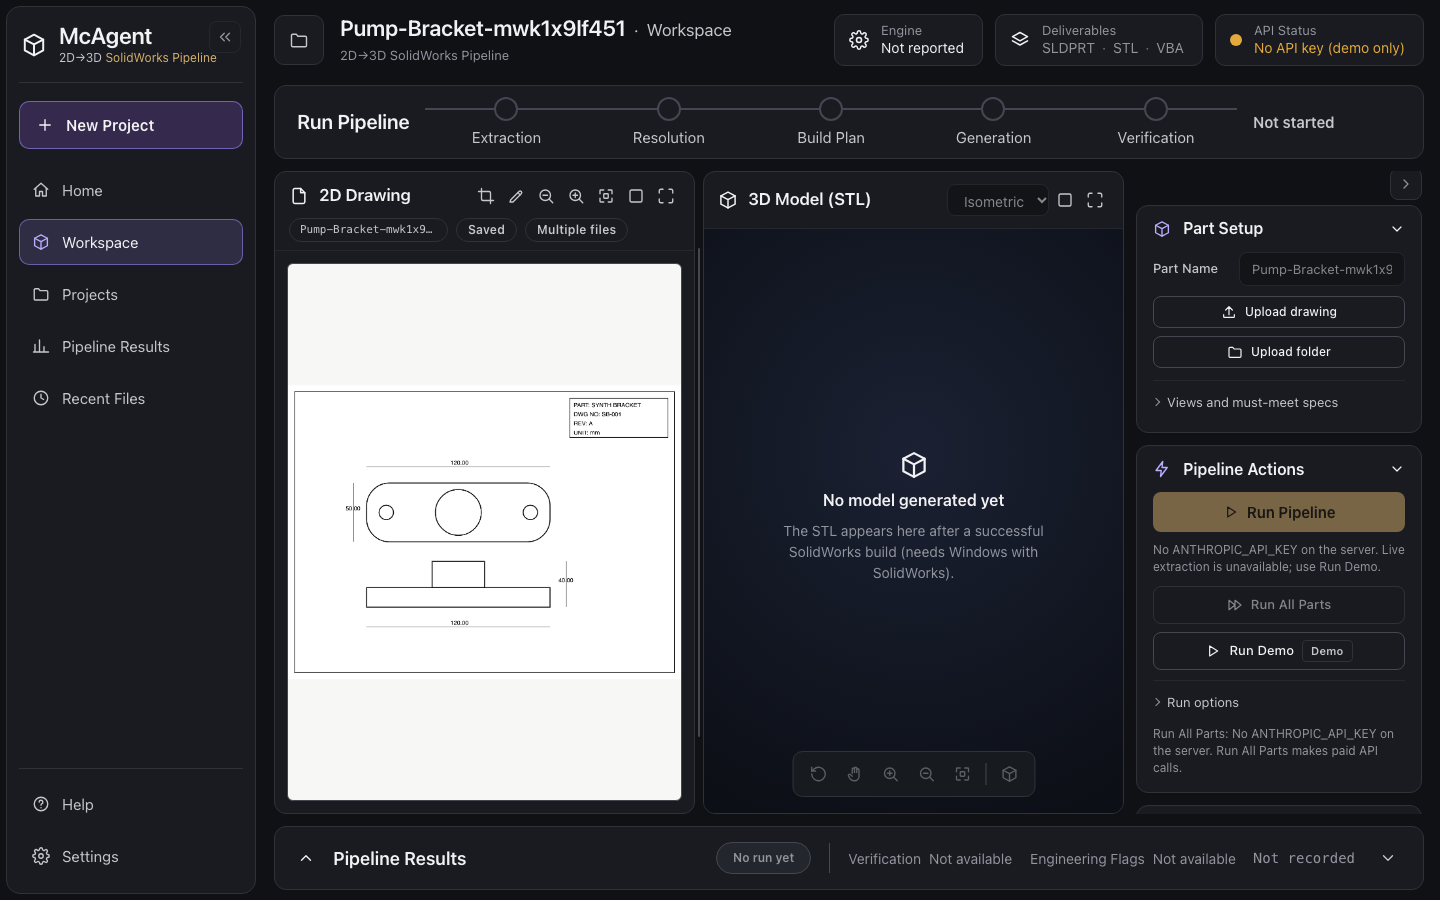 McAgent
2D→3D SolidWorks Pipeline
New Project
Home
Workspace
Projects
Pipeline Results
Recent Files
Help
Settings
Pump-Bracket-mwk1x9lf451 · Workspace
2D→3D SolidWorks Pipeline
Engine
Not reported
Deliverables
SLDPRT · STL · VBA
API Status
No API key (demo only)
Run Pipeline
Extraction
Resolution
Build Plan
Generation
Verification
Not started
2D Drawing
Pump-Bracket-mwk1x9…
Saved
Multiple files
PART: SYNTH BRACKET
DWG NO: SB-001
REV: A
UNIT: mm
120.00
50.00
40.00
120.00
3D Model (STL)
Isometric
No model generated yet
The STL appears here after a successful
SolidWorks build (needs Windows with
SolidWorks).
Part Setup
Part Name
Pump-Bracket-mwk1x9
Upload drawing
Upload folder
Views and must-meet specs
Pipeline Actions
Run Pipeline
No ANTHROPIC_API_KEY on the server. Live
extraction is unavailable; use Run Demo.
Run All Parts
Run Demo Demo
Run options
Run All Parts: No ANTHROPIC_API_KEY on
the server. Run All Parts makes paid API
calls.
Pipeline Results
No run yet
Verification Not available
Engineering Flags Not available
Not recorded